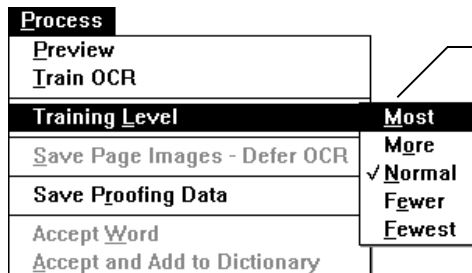 Process
Preview
Train OCR
Training Level
Save Page Images - Defer OCR
Save Proofing Data
Accept Word
Accept and Add to Dictionary
Most
More
✓ Normal
Fewer
Fewest